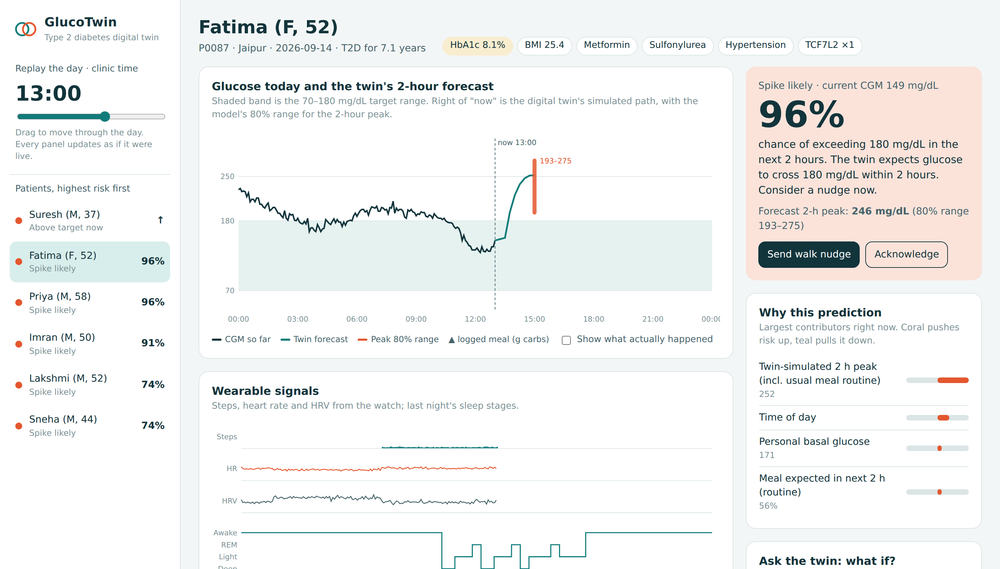 GlucoTwin
Type 2 diabetes digital twin
Replay the day · clinic time
13:00
Drag to move through the day.
Every panel updates as if it were
live.
Patients, highest risk first
Suresh (M, 37)
Above target now
↑
Fatima (F, 52)
Spike likely
96%
Priya (M, 58)
Spike likely
96%
Imran (M, 50)
Spike likely
91%
Lakshmi (M, 52)
Spike likely
74%
Sneha (M, 44)
Spike likely
74%
Fatima (F, 52)
P0087 · Jaipur · 2026-09-14 · T2D for 7.1 years
HbA1c 8.1%
BMI 25.4
Metformin
Sulfonylurea
Hypertension
TCF7L2 ×1
Glucose today and the twin's 2-hour forecast
Shaded band is the 70–180 mg/dL target range. Right of "now" is the digital twin's simulated path, with the
model's 80% range for the 2-hour peak.
now 13:00
193–275
250
180
70
00:00 03:00 06:00 09:00 12:00 15:00 18:00 21:00 00:00
CGM so far Twin forecast Peak 80% range ▲ logged meal (g carbs) Show what actually happened
Wearable signals
Steps, heart rate and HRV from the watch; last night's sleep stages.
Steps
HR
HRV
Awake
REM
Light
Deep
Spike likely · current CGM 149 mg/dL
96%
chance of exceeding 180 mg/dL in the
next 2 hours. The twin expects glucose
to cross 180 mg/dL within 2 hours.
Consider a nudge now.
Forecast 2-h peak: 246 mg/dL (80% range
193–275)
Send walk nudge
Acknowledge
Why this prediction
Largest contributors right now. Coral pushes
risk up, teal pulls it down.
Twin-simulated 2 h peak
(incl. usual meal routine)
252
Time of day
Personal basal glucose
171
Meal expected in next 2 h
(routine)
56%
Ask the twin: what if?